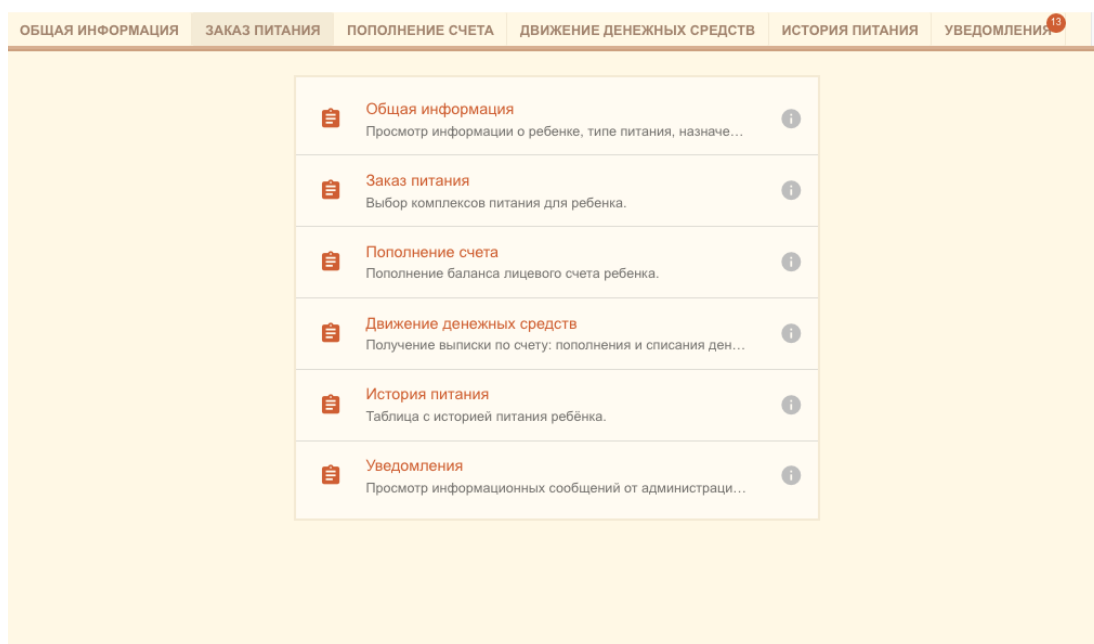 ОБЩАЯ ИНФОРМАЦИЯ ЗАКАЗ ПИТАНИЯ ПОПОЛНЕНИЕ СЧЕТА ДВИЖЕНИЕ ДЕНЕЖНЫХ СРЕДСТВ ИСТОРИЯ ПИТАНИЯ УВЕДОМЛЕНИЯ 13
Общая информация
Просмотр информации о ребенке, типе питания, назначе…
Заказ питания
Выбор комплексов питания для ребенка.
Пополнение счета
Пополнение баланса лицевого счета ребенка.
Движение денежных средств
Получение выписки по счету: пополнения и списания ден…
История питания
Таблица с историей питания ребёнка.
Уведомления
Просмотр информационных сообщений от администраци…